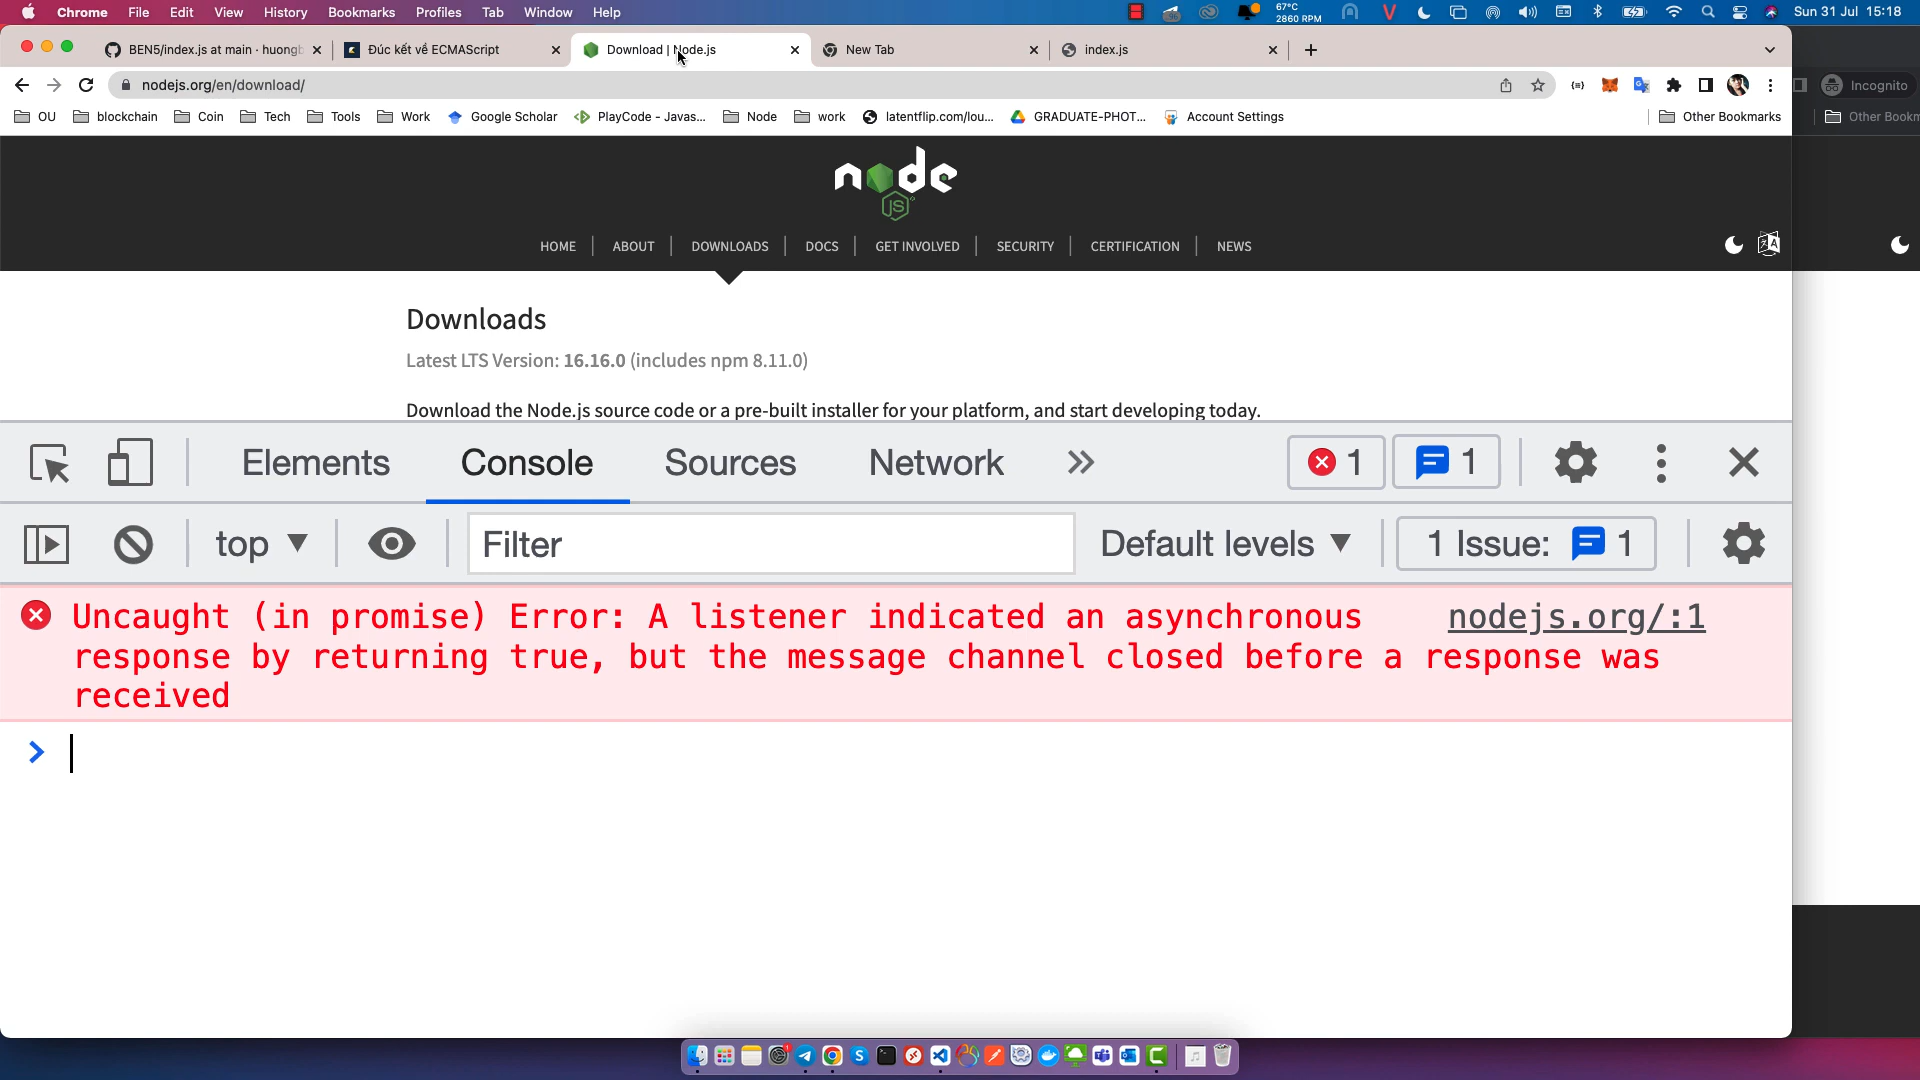 Chrome File Edit View History Bookmarks Profiles Tab Window Help 67°C 2860 RPM Sun 31 Jul 15:18
BEN5/index.js at main · huongb Đúc kết về ECMAScript Download | Node.js New Tab index.js
nodejs.org/en/download/ Incognito
OU blockchain Coin Tech Tools Work Google Scholar PlayCode - Javas... Node work latentflip.com/lou... GRADUATE-PHOT... Account Settings Other Bookmarks Other Bookm
node
JS
HOME ABOUT DOWNLOADS DOCS GET INVOLVED SECURITY CERTIFICATION NEWS
Downloads
Latest LTS Version: 16.16.0 (includes npm 8.11.0)
Download the Node.js source code or a pre-built installer for your platform, and start developing today.
Elements Console Sources Network 1 1
top Filter Default levels 1 Issue: 1
Uncaught (in promise) Error: A listener indicated an asynchronous nodejs.org/:1
response by returning true, but the message channel closed before a response was
received